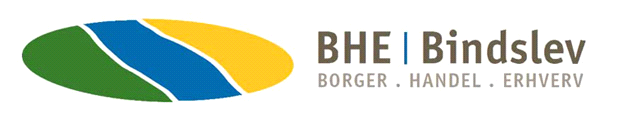 BHE | Bindslev
BORGER . HANDEL . ERHVERV